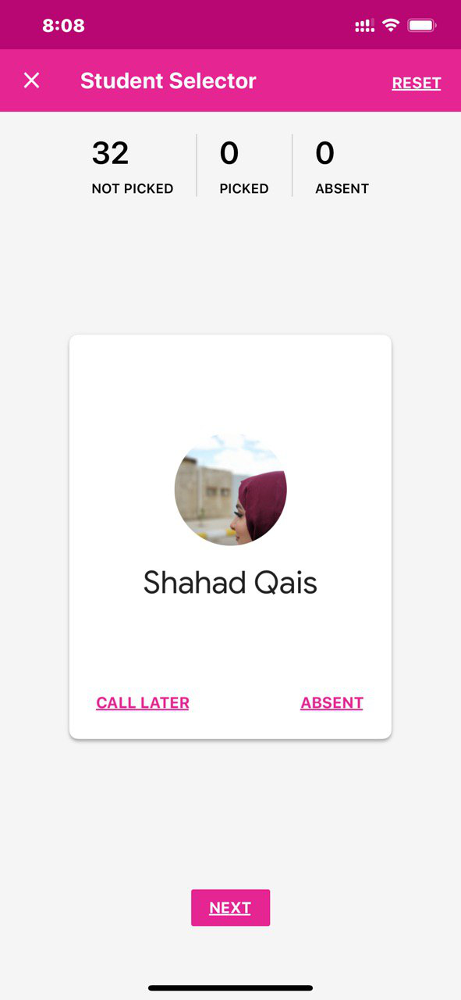 8:08
Student Selector
RESET
32
0
0
NOT PICKED
PICKED
ABSENT
Shahad Qais
CALL LATER
ABSENT
NEXT